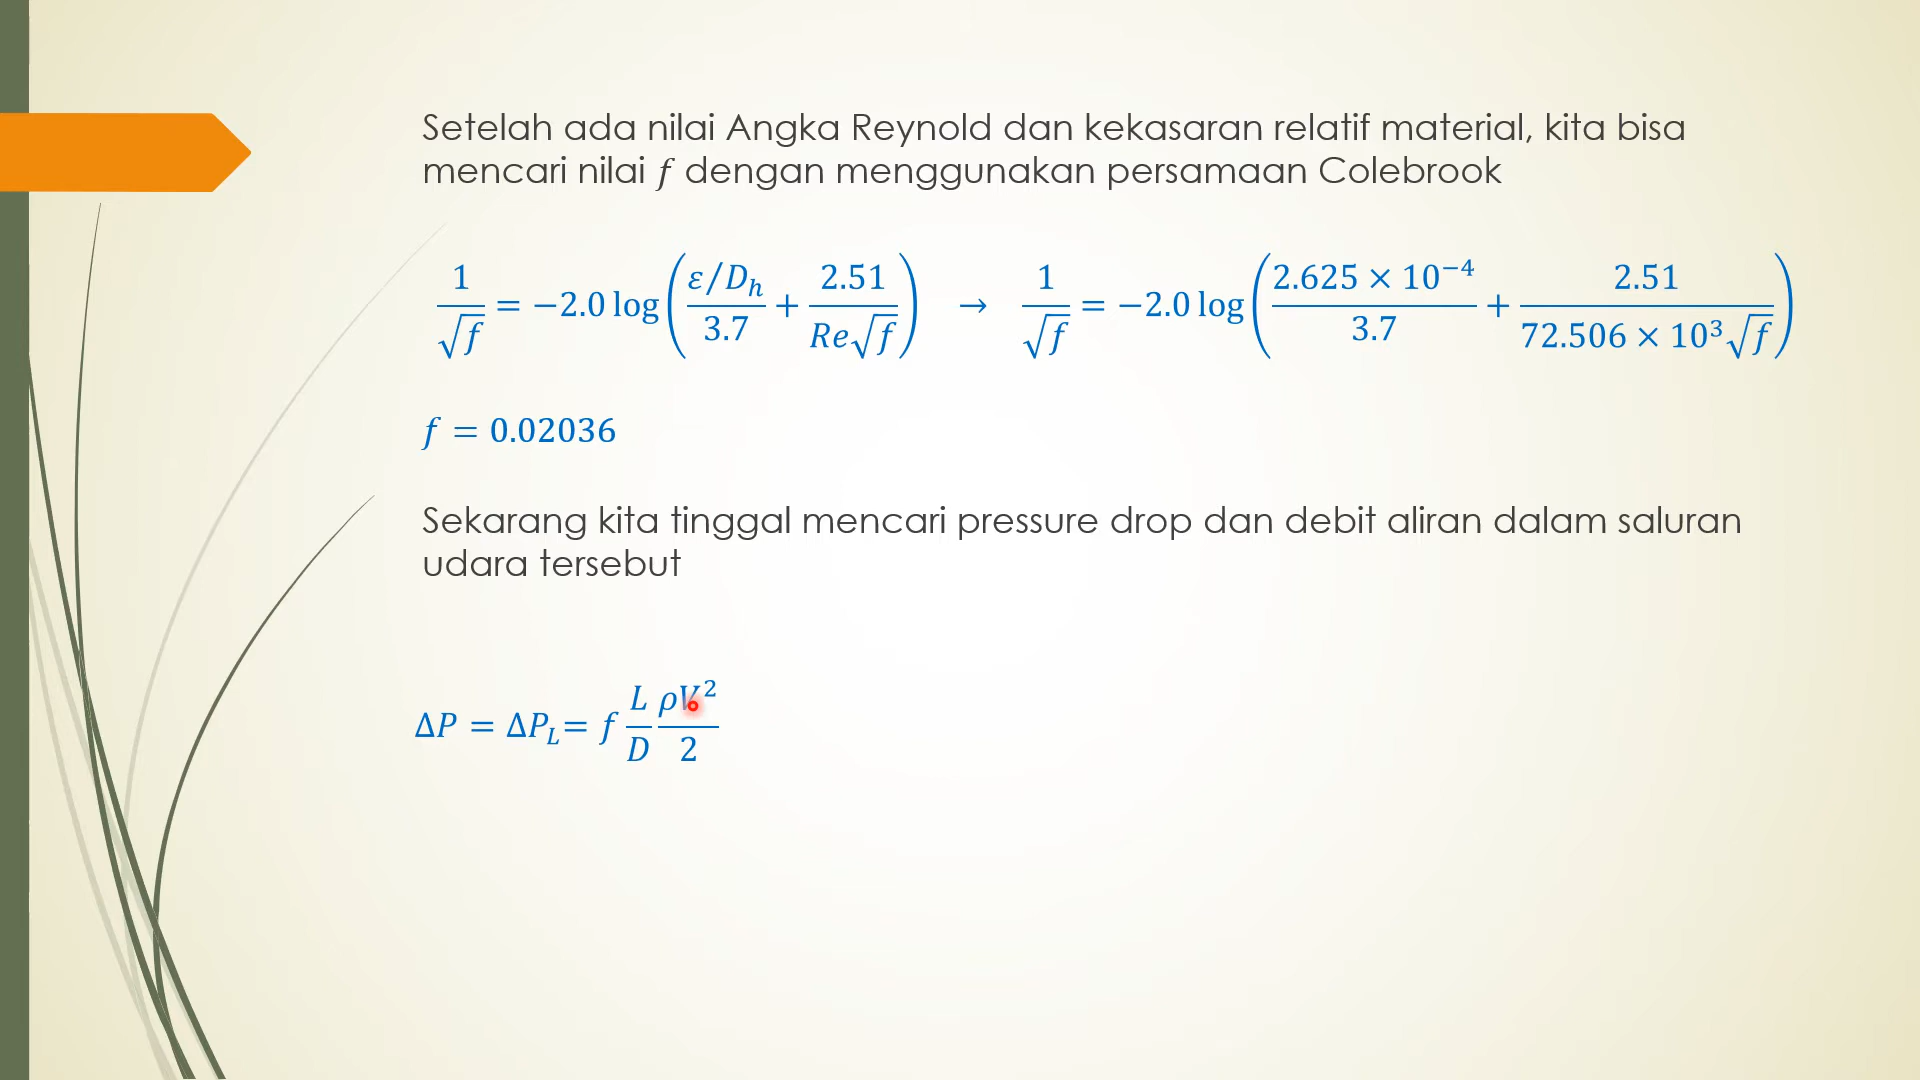 Setelah ada nilai Angka Reynold dan kekasaran relatif material, kita bisa
mencari nilai f dengan menggunakan persamaan Colebrook
1/√f = −2.0 log((ε/D_h)/3.7 + 2.51/(Re√f)) → 1/√f = −2.0 log((2.625 × 10⁻⁴)/3.7 + 2.51/(72.506 × 10³√f))
f = 0.02036
Sekarang kita tinggal mencari pressure drop dan debit aliran dalam saluran
udara tersebut
ΔP = ΔP_L = f L/D ρV²/2